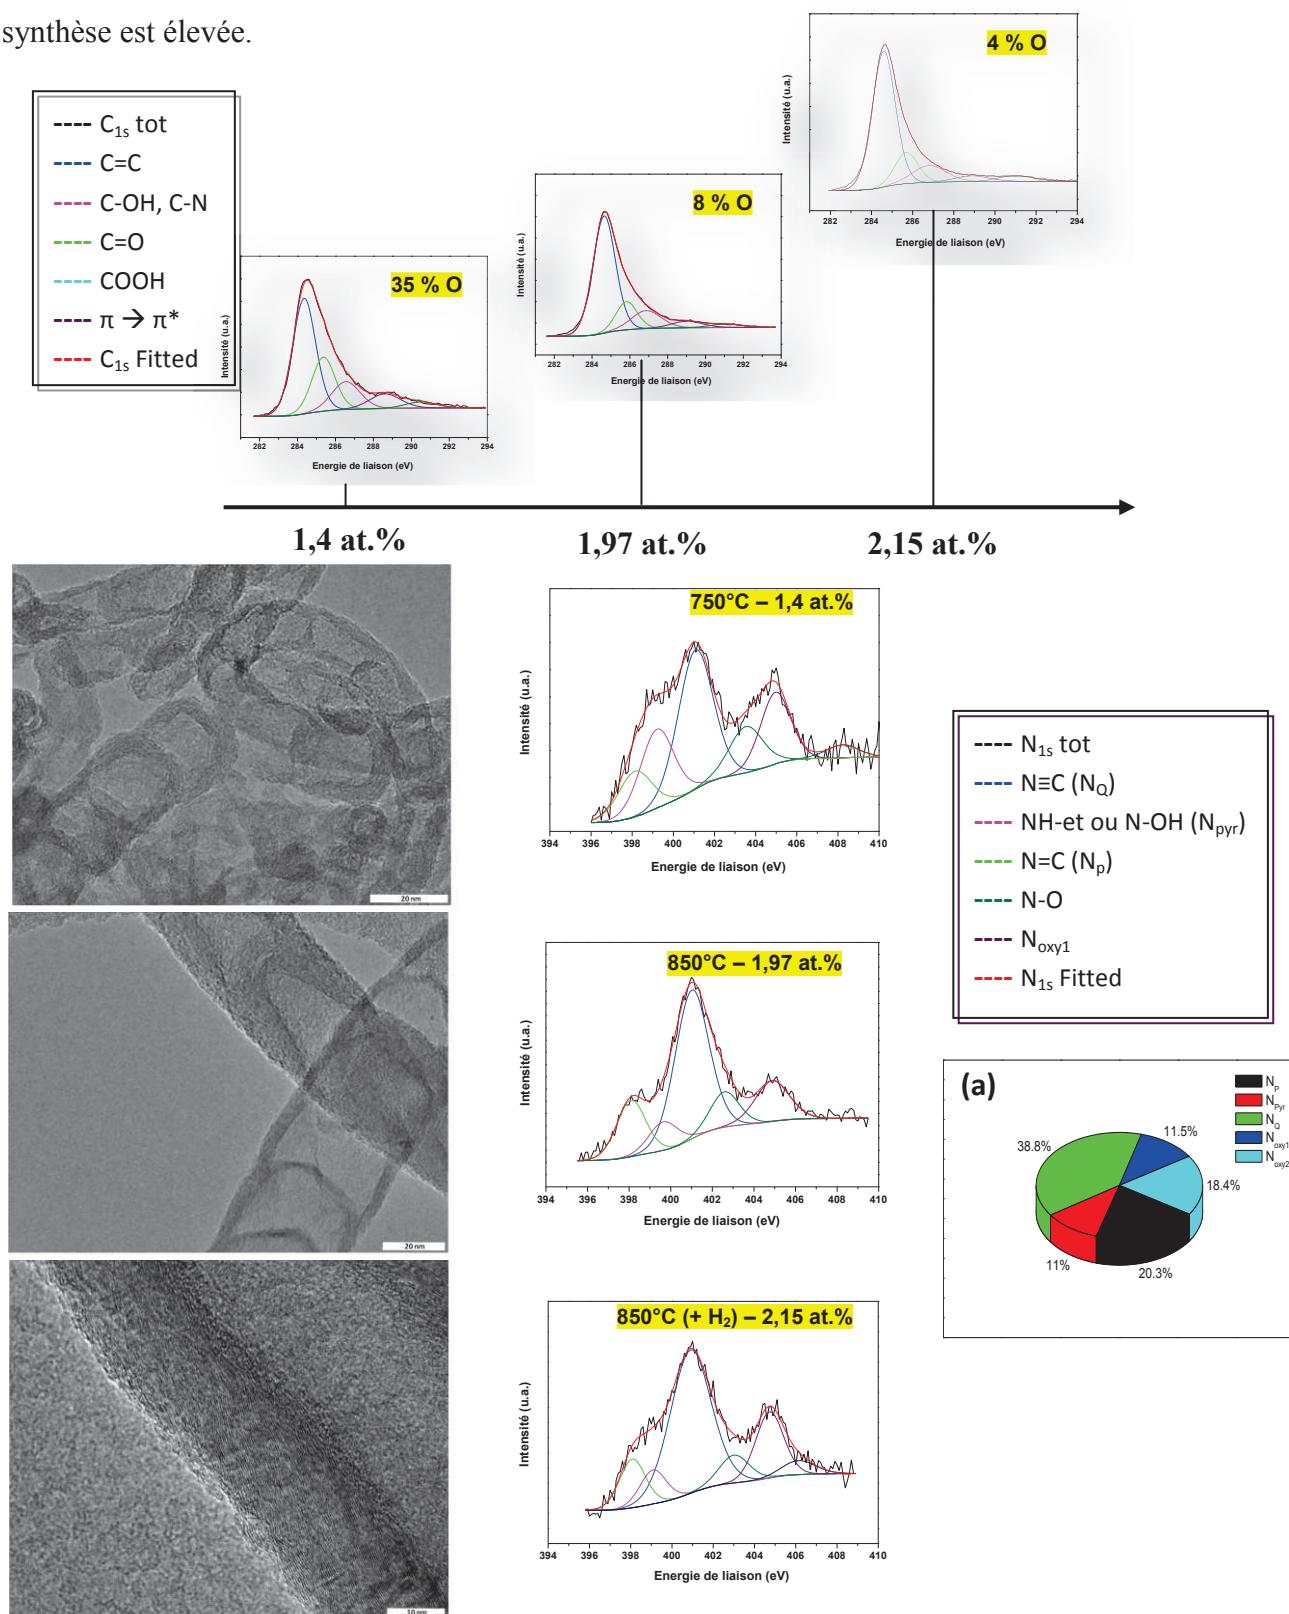 synthèse est élevée.
4 % O
Intensité (u.a.)
282 284 286 288 290 292 294
Energie de liaison (eV)
8 % O
Intensité (u.a.)
282 284 286 288 290 292 294
Energie de liaison (eV)
C1s tot
C=C
C-OH, C-N
C=O
COOH
π → π*
C1s Fitted
35 % O
Intensité (u.a.)
282 284 286 288 290 292 294
Energie de liaison (eV)
1,4 at.% 1,97 at.% 2,15 at.%
20 nm
750°C – 1,4 at.%
Intensité (u.a.)
394 396 398 400 402 404 406 408 410
Energie de liaison (eV)
N1s tot
N≡C (NQ)
NH-et ou N-OH (Npyr)
N=C (Np)
N-O
Noxy1
N1s Fitted
20 nm
850°C – 1,97 at.%
Intensité (u.a.)
394 396 398 400 402 404 406 408 410
Energie de liaison (eV)
(a)
NP
NPyr
NQ
Noxy1
Noxy2
38.8%
11.5%
18.4%
11%
20.3%
10 nm
850°C (+ H2) – 2,15 at.%
Intensité (u.a.)
394 396 398 400 402 404 406 408 410
Energie de liaison (eV)